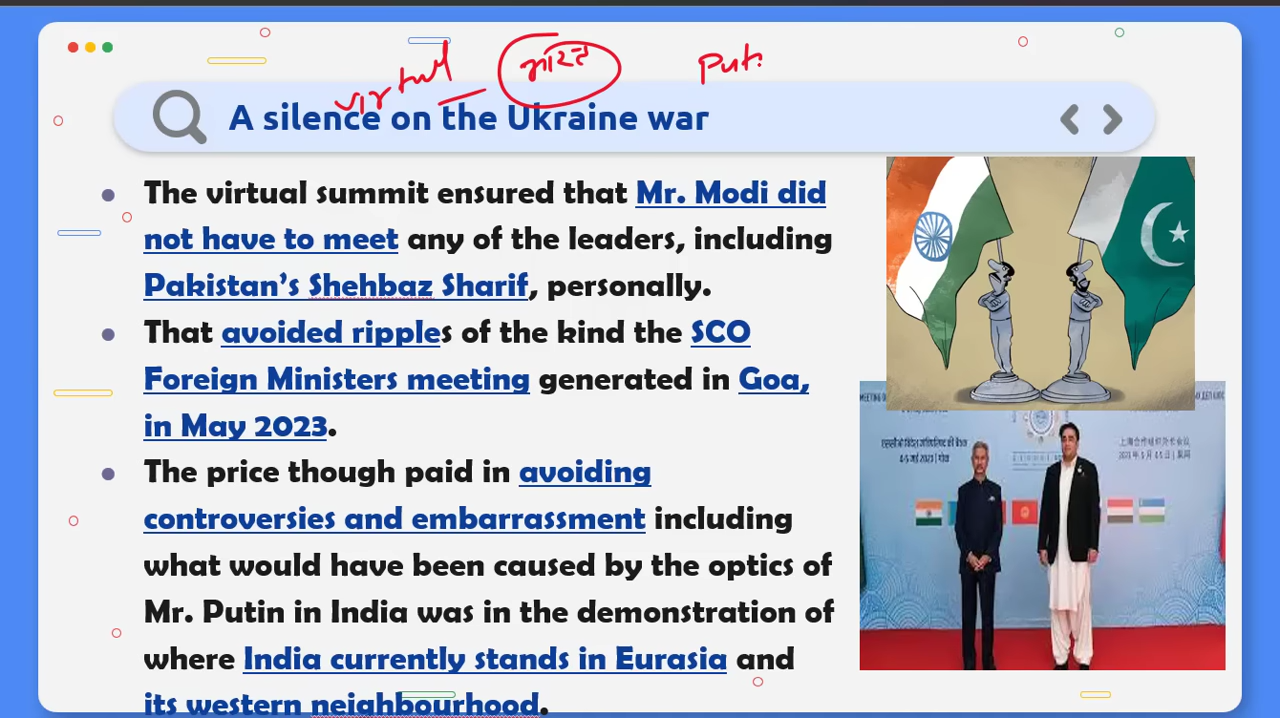 virtual भारत Put
A silence on the Ukraine war
The virtual summit ensured that Mr. Modi did
not have to meet any of the leaders, including
Pakistan's Shehbaz Sharif, personally.
That avoided ripples of the kind the SCO
Foreign Ministers meeting generated in Goa,
in May 2023.
The price though paid in avoiding
controversies and embarrassment including
what would have been caused by the optics of
Mr. Putin in India was in the demonstration of
where India currently stands in Eurasia and
its western neighbourhood.